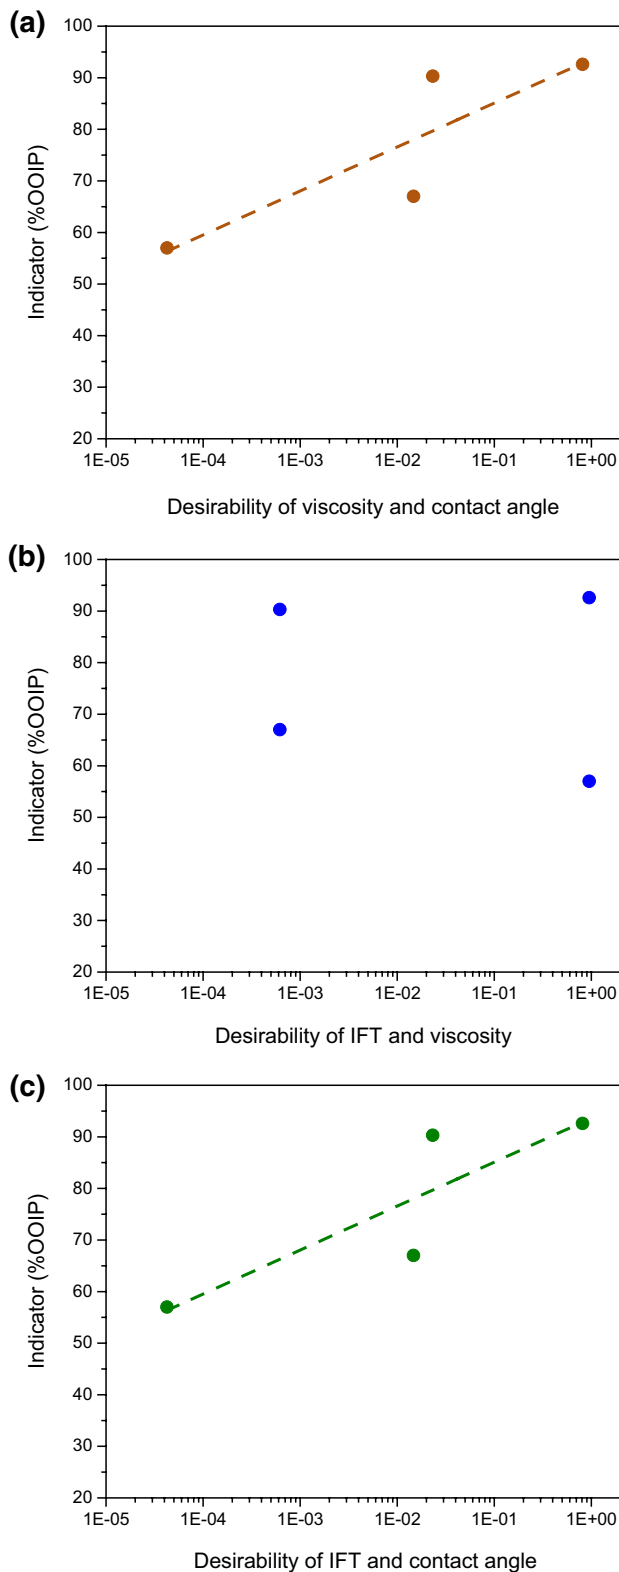 (a)
100
90
80
70
60
50
40
30
20
Indicator (%OOIP)
1E-05 1E-04 1E-03 1E-02 1E-01 1E+00
Desirability of viscosity and contact angle
(b)
100
90
80
70
60
50
40
30
20
Indicator (%OOIP)
1E-05 1E-04 1E-03 1E-02 1E-01 1E+00
Desirability of IFT and viscosity
(c)
100
90
80
70
60
50
40
30
20
Indicator (%OOIP)
1E-05 1E-04 1E-03 1E-02 1E-01 1E+00
Desirability of IFT and contact angle